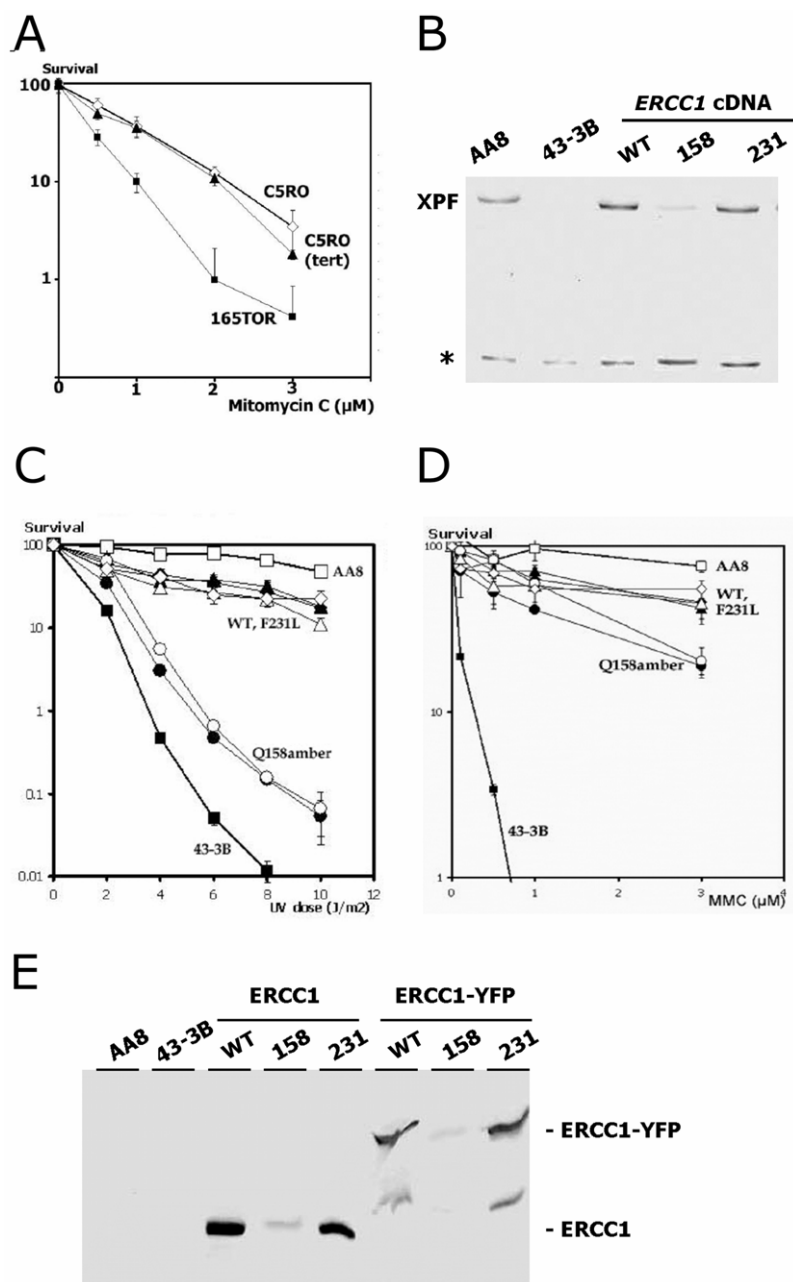 A
Survival
100
10
1
C5RO
C5RO
(tert)
165TOR
0 1 2 3
Mitomycin C (µM)
B
ERCC1 cDNA
AA8 43-3B WT 158 231
XPF
*
C
Survival
100
10
1
0.1
0.01
AA8
WT, F231L
Q158amber
43-3B
0 2 4 6 8 10 12
UV dose (J/m2)
D
Survival
100
10
1
AA8
WT,
F231L
Q158amber
43-3B
0 1 2 3
MMC (µM)
E
ERCC1 ERCC1-YFP
AA8 43-3B WT 158 231 WT 158 231
- ERCC1-YFP
- ERCC1